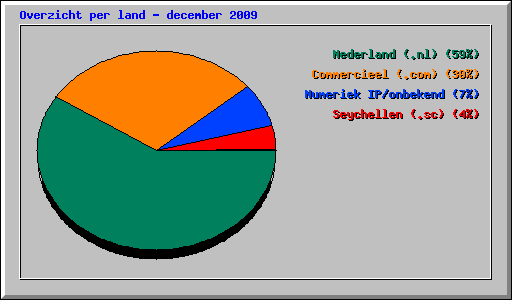 Overzicht per land - december 2009
Nederland (.nl) (59%)
Commercieel (.com) (30%)
Numeriek IP/onbekend (7%)
Seychellen (.sc) (4%)